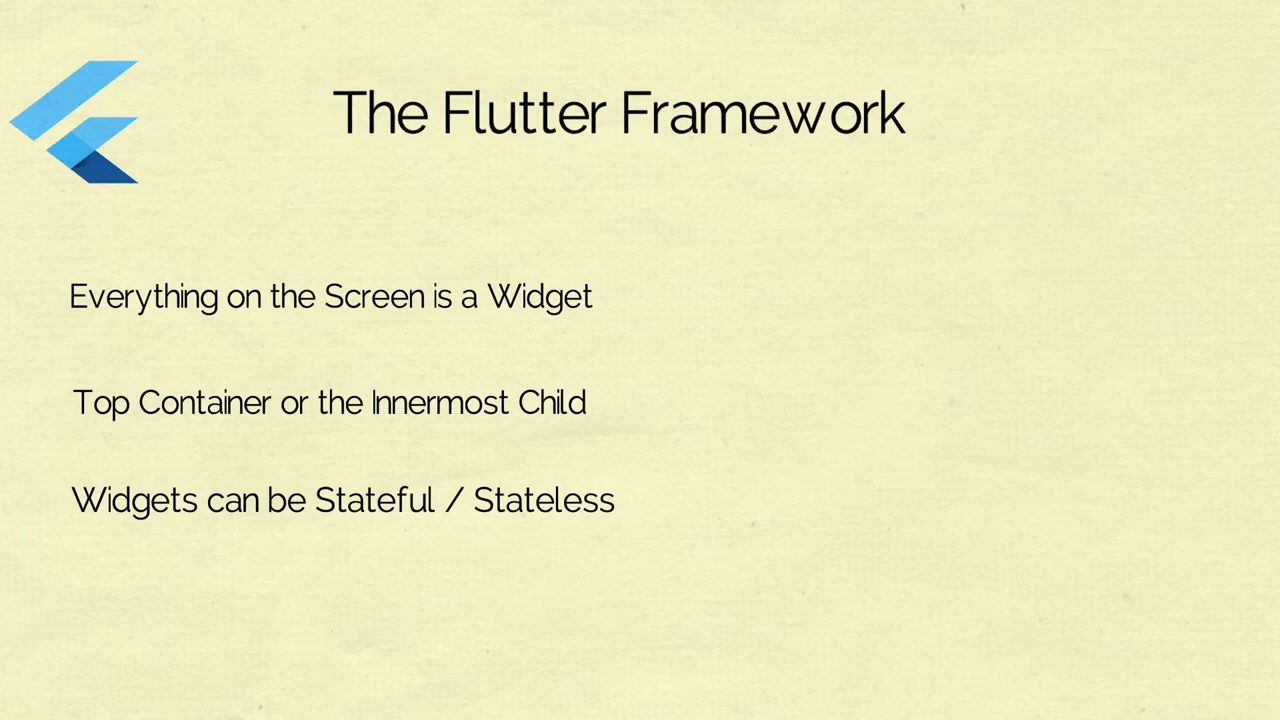 The Flutter Framework
Everything on the Screen is a Widget
Top Container or the Innermost Child
Widgets can be Stateful / Stateless